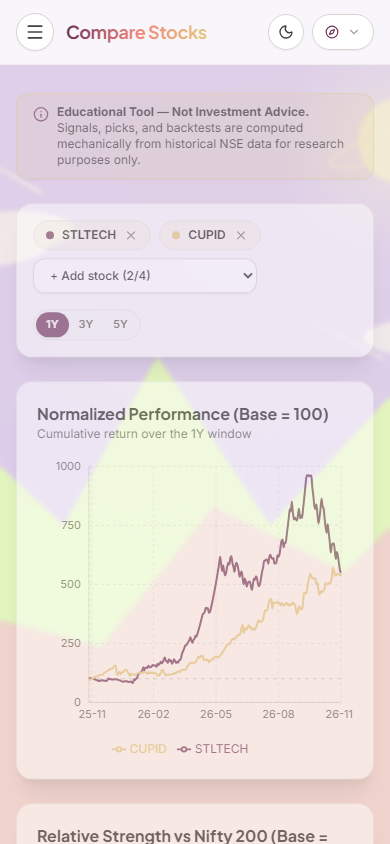 Compare Stocks
Educational Tool — Not Investment Advice.
Signals, picks, and backtests are computed
mechanically from historical NSE data for research
purposes only.
STLTECH
CUPID
+ Add stock (2/4)
1Y 3Y 5Y
Normalized Performance (Base = 100)
Cumulative return over the 1Y window
1000
750
500
250
0
25-11 26-02 26-05 26-08 26-11
CUPID STLTECH
Relative Strength vs Nifty 200 (Base =